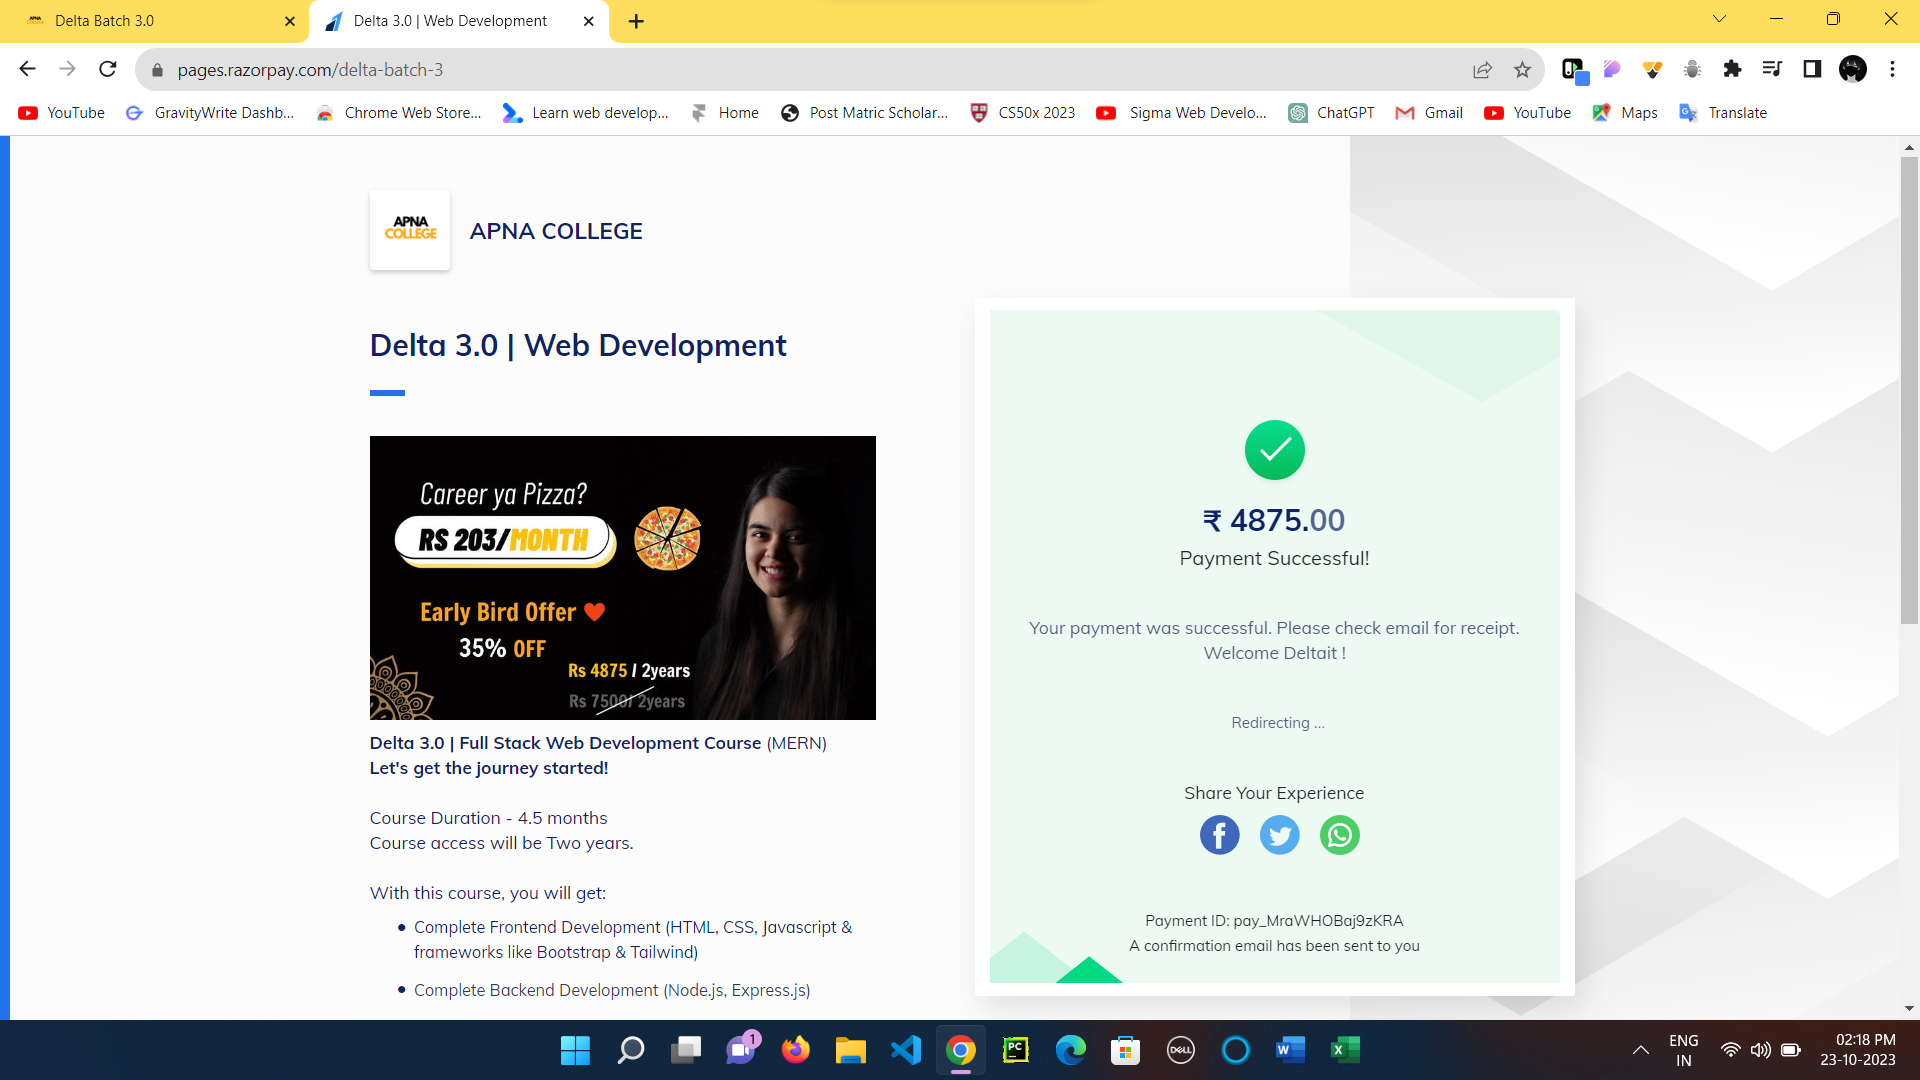 Delta Batch 3.0
Delta 3.0 | Web Development
pages.razorpay.com/delta-batch-3
YouTube
GravityWrite Dashb...
Chrome Web Store...
Learn web develop...
Home
Post Matric Scholar...
CS50x 2023
Sigma Web Develo...
ChatGPT
Gmail
YouTube
Maps
Translate
APNA
COLLEGE
APNA COLLEGE
Delta 3.0 | Web Development
Career ya Pizza?
RS 203/MONTH
Early Bird Offer
35% OFF
Rs 4875 / 2years
Rs 7500/ 2years
Delta 3.0 | Full Stack Web Development Course (MERN)
Let's get the journey started!
Course Duration - 4.5 months
Course access will be Two years.
With this course, you will get:
• Complete Frontend Development (HTML, CSS, Javascript &
frameworks like Bootstrap & Tailwind)
• Complete Backend Development (Node.js, Express.js)
₹ 4875.00
Payment Successful!
Your payment was successful. Please check email for receipt.
Welcome Deltait !
Redirecting ...
Share Your Experience
Payment ID: pay_MraWHOBaj9zKRA
A confirmation email has been sent to you
1
PC
DELL
W
X
ENG
IN
02:18 PM
23-10-2023